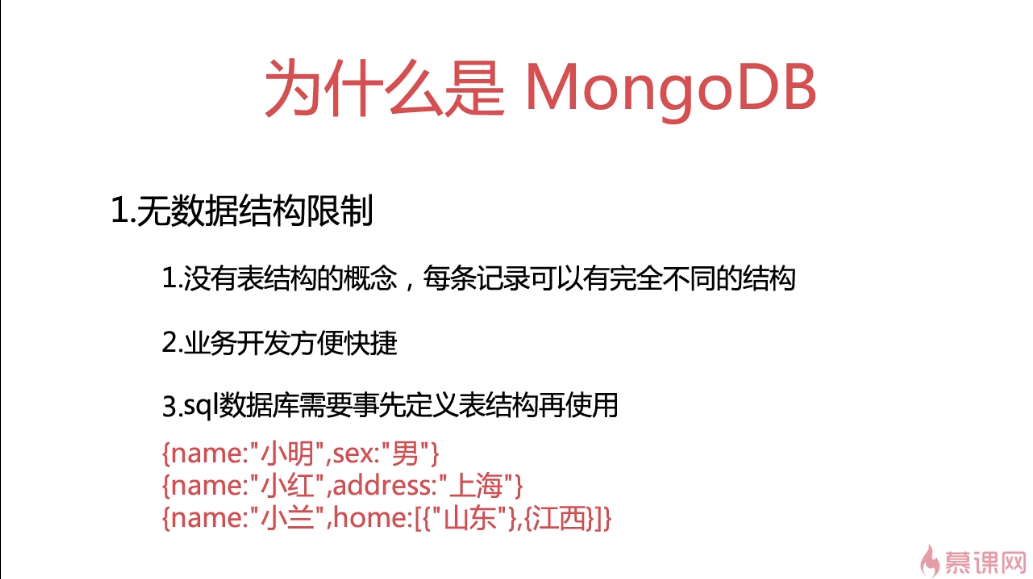 为什么是 MongoDB
1.无数据结构限制
1.没有表结构的概念，每条记录可以有完全不同的结构
2.业务开发方便快捷
3.sql数据库需要事先定义表结构再使用
{name:"小明",sex:"男"}
{name:"小红",address:"上海"}
{name:"小兰",home:[{"山东"},{江西}]}
慕课网